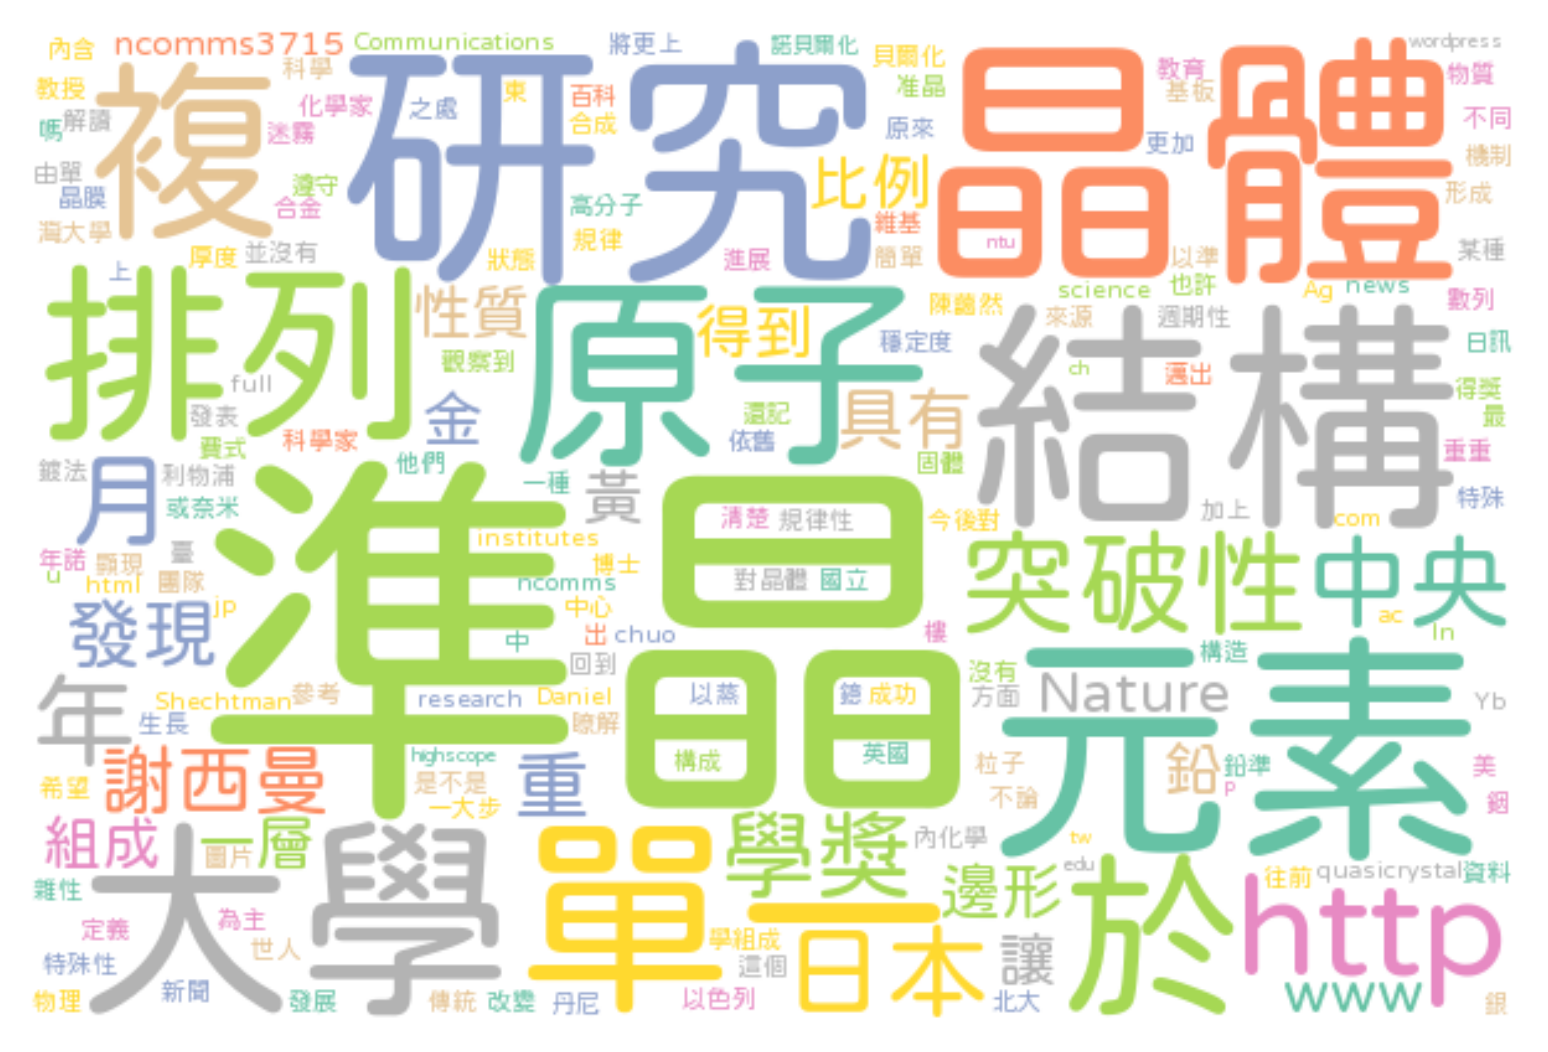 內含
ncomms3715
Communications
將更上
諾貝爾化
wordpress
科學
貝爾化
教育
物質
教授
化學家
之處
東
百科
准晶
基板
複
研究
晶體
嗎
解讀
迷霧
合成
原來
更加
不同
由單
晶膜
遵守
合金
高分子
比例
維基
ntu
機制
形成
灣大學
厚度
並沒有
狀態
規律
進展
簡單
以準
某種
上
science
也許
Ag
news
數列
排列
性質
原子
得到
陳藹然
來源
週期性
結構
觀察到
穩定度
日訊
full
ch
邁出
得獎
發表
金
還記
具有
最
費式
科學家
依舊
重重
鍍法
月
利物浦
他們
一種
黃
固體
特殊
或奈米
加上
com
準晶
清楚
規律性
今後對
年諾
顯現
臺
institutes
博士
突破性
中央
u
html
團隊
ncomms
對晶體
國立
發現
jp
中心
ac
In
中
出
chuo
樓
回到
沒有
構造
年
Shechtman
參考
research
Daniel
以蒸
鐿
成功
方面
Nature
元素
Yb
生長
瞭解
highscope
構成
英國
謝西曼
是不是
重
粒子
鉛
鉛準
美
希望
一大步
不論
P
銦
組成
一層
圖片
大學
單一
學獎
內化學
tw
edu
往前
quasicrystal
資料
雜性
邊形
於
http
定義
為主
世人
學組成
日本
這個
讓
特殊性
新聞
www
物理
發展
傳統
改變
丹尼
以色列
北大
銀